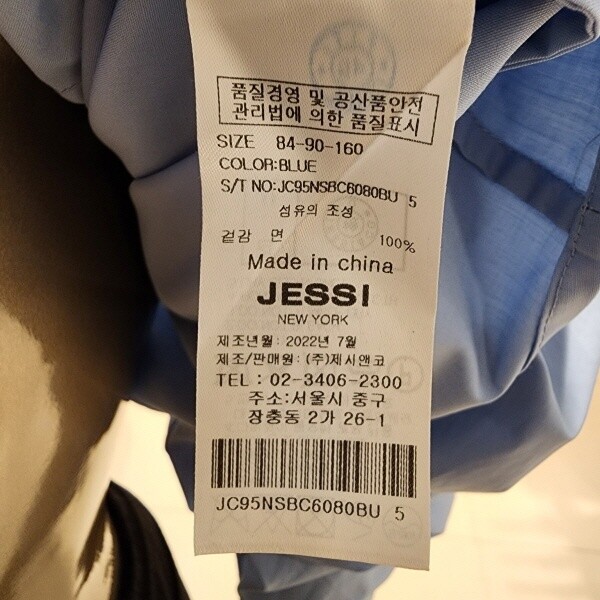 품질경영 및 공산품안전
관리법에 의한 품질표시
SIZE 84-90-160
COLOR:BLUE
S/T NO:JC95NSBC6080BU 5
섬유의 조성
겉감 면 100%
Made in china
JESSI
NEW YORK
제조년월 : 2022년 7월
제조/판매원 : (주)제시앤코
TEL : 02-3406-2300
주소:서울시 중구
장충동 2가 26-1
JC95NSBC6080BU 5